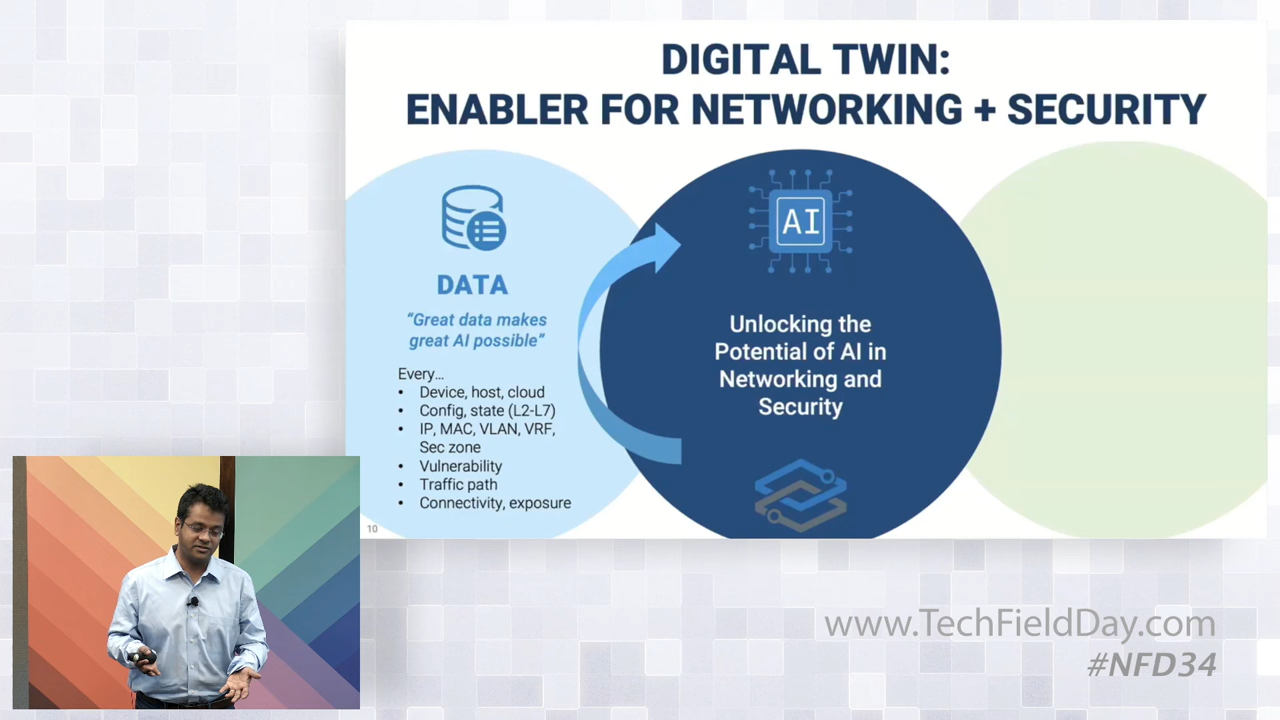 DIGITAL TWIN:
ENABLER FOR NETWORKING + SECURITY
DATA
“Great data makes
great AI possible”
Every...
• Device, host, cloud
• Config, state (L2-L7)
• IP, MAC, VLAN, VRF,
Sec zone
• Vulnerability
• Traffic path
• Connectivity, exposure
10
AI
Unlocking the
Potential of AI in
Networking and
Security
www.TechFieldDay.com
#NFD34